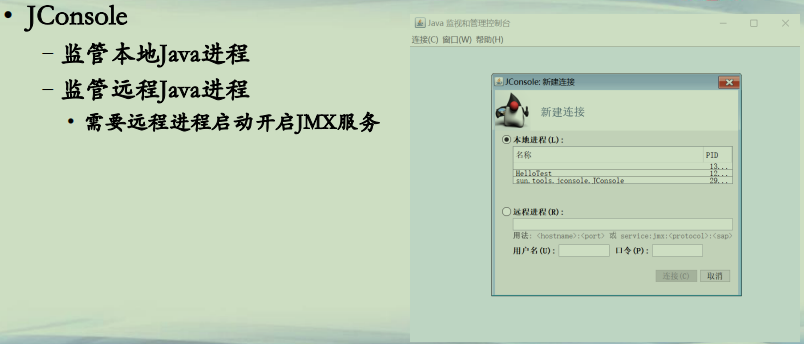 • JConsole
– 监管本地Java进程
– 监管远程Java进程
• 需要远程进程启动开启JMX服务
Java 监视和管理控制台
连接(C) 窗口(W) 帮助(H)
JConsole: 新建连接
新建连接
本地进程(L):
名称 PID
13...
HelloTest 12...
sun.tools.jconsole.JConsole 29...
远程进程(R):
用法: <hostname>:<port> 或 service:jmx:<protocol>:<sap>
用户名(U): 口令(P):
连接(C) 取消